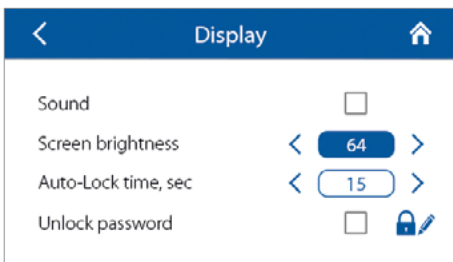 Display
Sound
Screen brightness 64
Auto-Lock time, sec 15
Unlock password